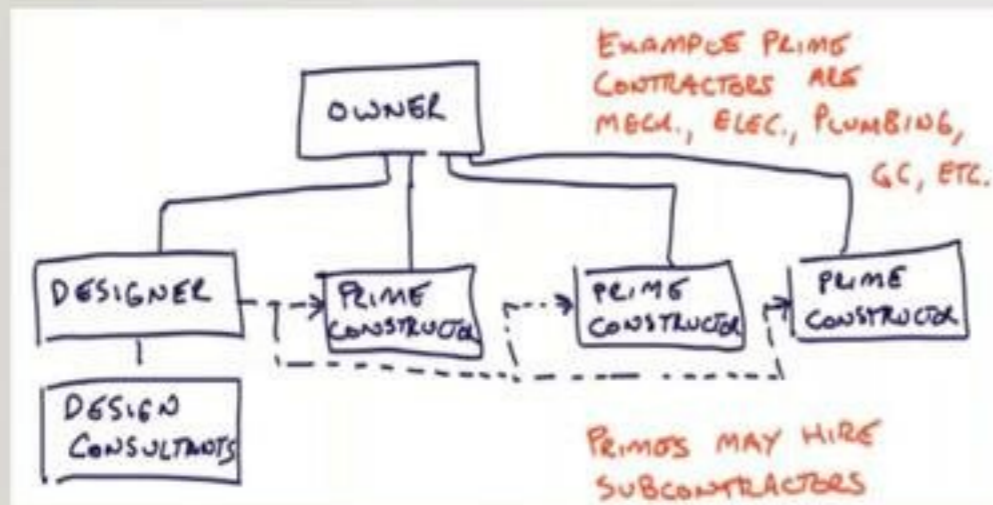 EXAMPLE PRIME
CONTRACTORS ARE
MECH., ELEC., PLUMBING,
GC, ETC.
OWNER
DESIGNER
PRIME
CONSTRUCTOR
PRIME
CONSTRUCTOR
PRIME
CONSTRUCTOR
DESIGN
CONSULTANTS
PRIMES MAY HIRE
SUBCONTRACTORS